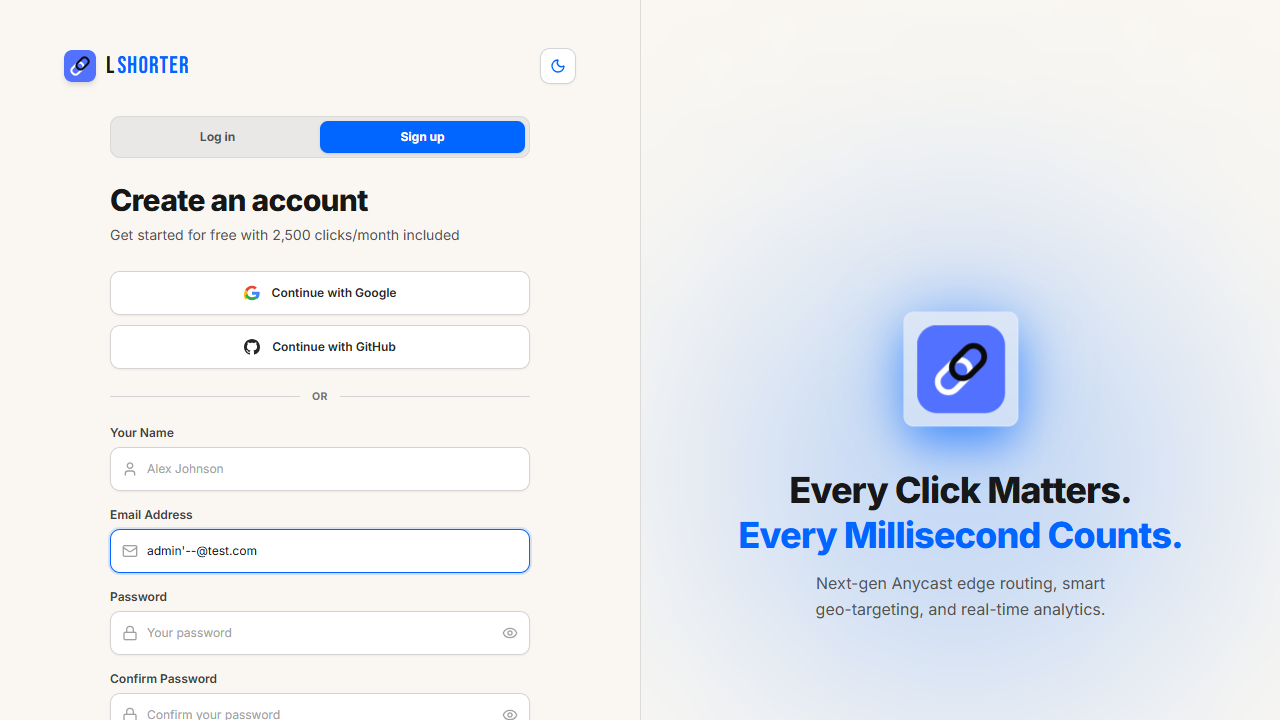 L SHORTER
Log in
Sign up
Create an account
Get started for free with 2,500 clicks/month included
Continue with Google
Continue with GitHub
OR
Your Name
Alex Johnson
Email Address
admin'--@test.com
Password
Your password
Confirm Password
Confirm your password
Every Click Matters.
Every Millisecond Counts.
Next-gen Anycast edge routing, smart
geo-targeting, and real-time analytics.